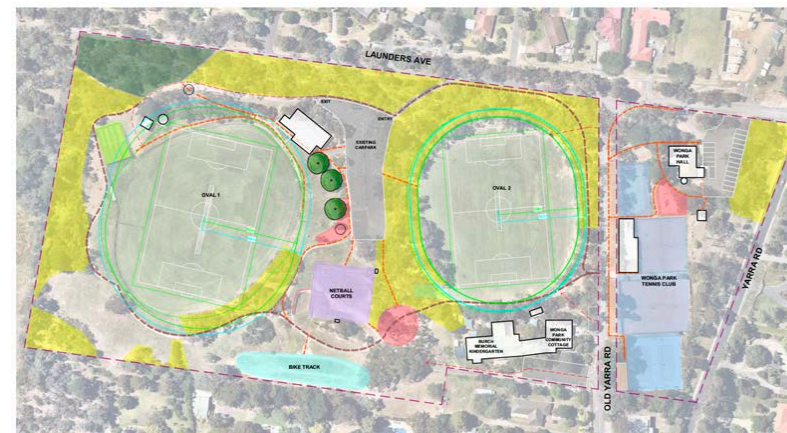 LAUNDERS AVE
EXIT
ENTRY
EXISTING
CARPARK
OVAL 1
OVAL 2
WONGA
PARK
HALL
NETBALL
COURTS
WONGA PARK
TENNIS CLUB
YARRA RD
BURCH
MEMORIAL
KINDERGARTEN
WONGA
PARK
COMMUNITY
COTTAGE
BIKE TRACK
OLD YARRA RD